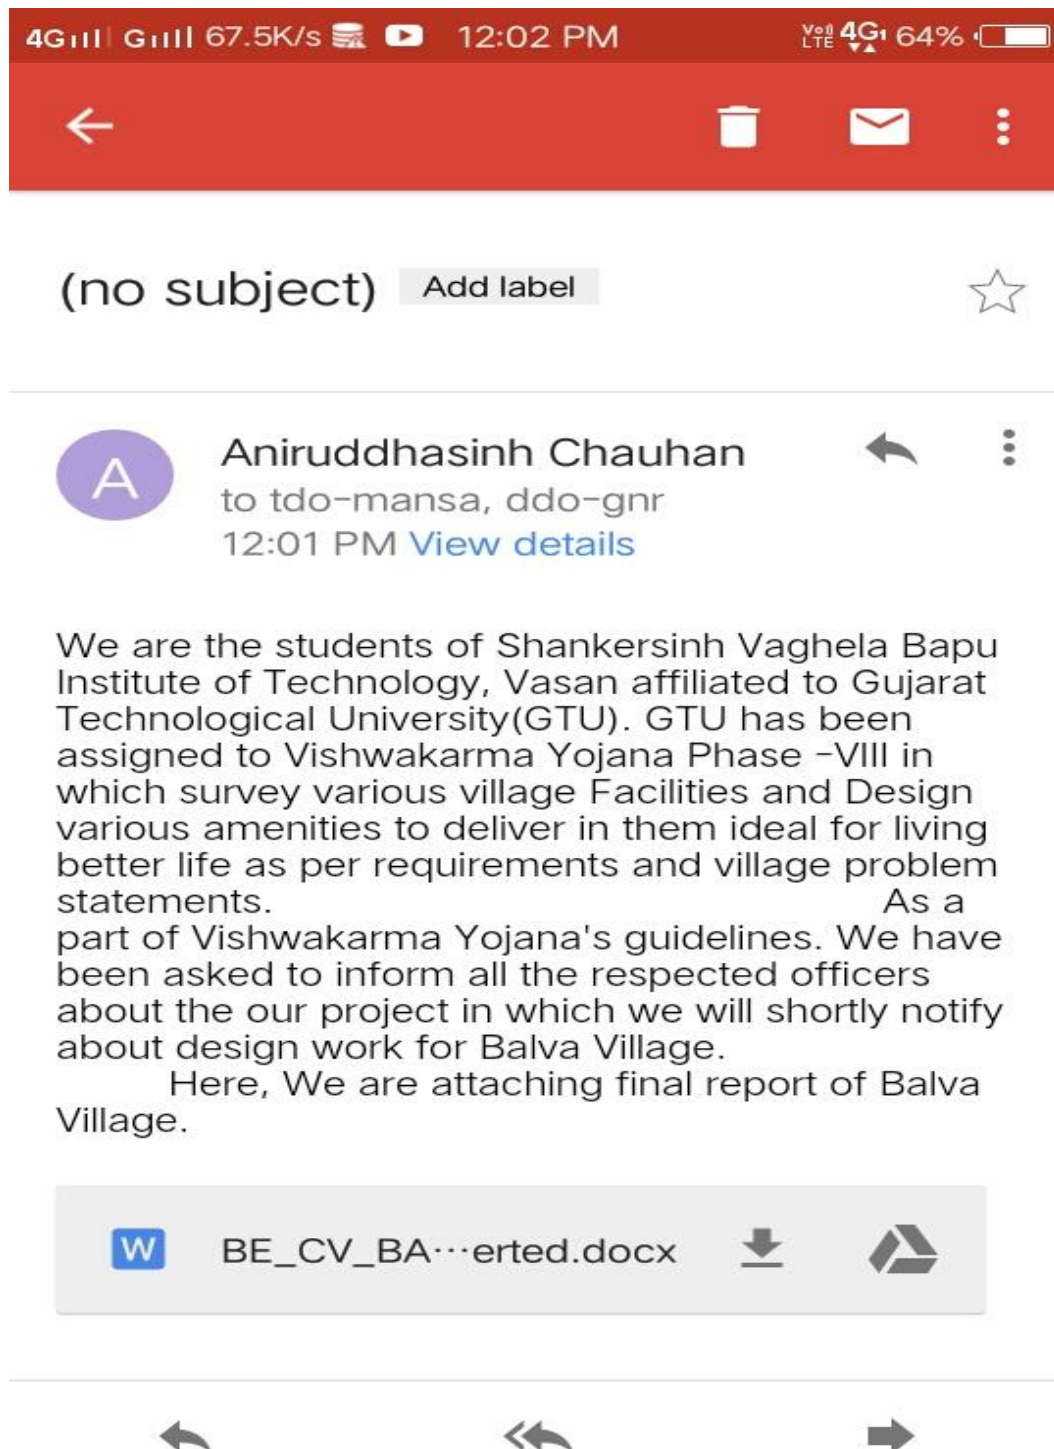 4G G 67.5K/s 12:02 PM VoD LTE 4G1 64%
(no subject) Add label
A Aniruddhasinh Chauhan
to tdo-mansa, ddo-gnr
12:01 PM View details
We are the students of Shankersinh Vaghela Bapu
Institute of Technology, Vasan affiliated to Gujarat
Technological University(GTU). GTU has been
assigned to Vishwakarma Yojana Phase -VIII in
which survey various village Facilities and Design
various amenities to deliver in them ideal for living
better life as per requirements and village problem
statements. As a
part of Vishwakarma Yojana's guidelines. We have
been asked to inform all the respected officers
about the our project in which we will shortly notify
about design work for Balva Village.
Here, We are attaching final report of Balva
Village.
W BE_CV_BA...erted.docx